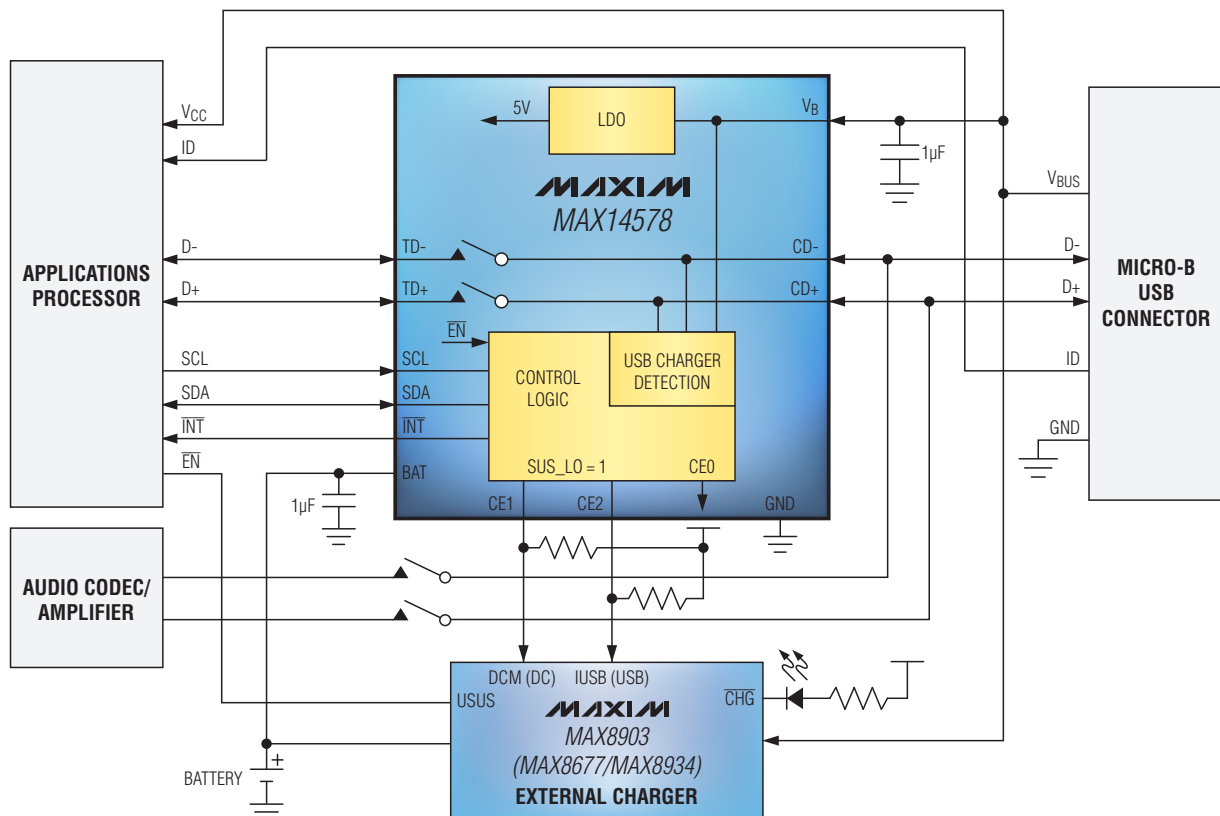 APPLICATIONS
PROCESSOR
VCC
ID
D-
D+
SCL
SDA
INT
EN
AUDIO CODEC/
AMPLIFIER
5V
LDO
VB
MAXIM
MAX14578
TD-
CD-
TD+
CD+
EN
SCL
SDA
INT
BAT
CONTROL
LOGIC
USB CHARGER
DETECTION
SUS_LO = 1
CE0
CE1
CE2
GND
1µF
1µF
VBUS
D-
D+
ID
GND
MICRO-B
USB
CONNECTOR
DCM (DC)
IUSB (USB)
USUS
CHG
MAXIM
MAX8903
(MAX8677/MAX8934)
EXTERNAL CHARGER
BATTERY
+